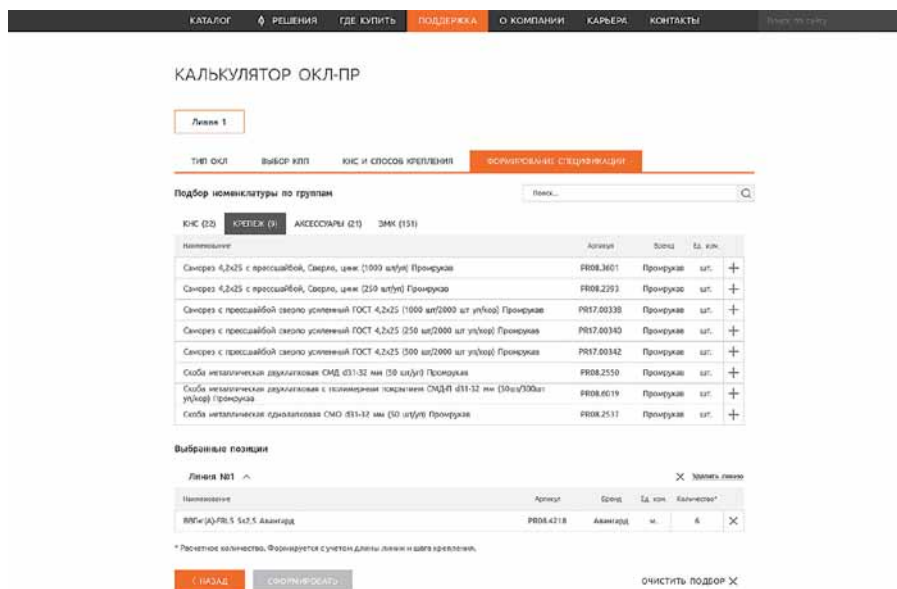 КАТАЛОГ РЕШЕНИЯ ГДЕ КУПИТЬ ПОДДЕРЖКА О КОМПАНИИ КАРЬЕРА КОНТАКТЫ Поиск по сайту
КАЛЬКУЛЯТОР ОКЛ-ПР
Линия 1
ТИП ОКЛ ВЫБОР КПП КНС И СПОСОБ КРЕПЛЕНИЯ ФОРМИРОВАНИЕ СПЕЦИФИКАЦИИ
Подбор номенклатуры по группам Поиск...
КНС (22) КРЕПЕЖ (9) АКСЕССУАРЫ (21) ЭМК (151)
Наименование Артикул Бренд Ед. изм.
Саморез 4,2х25 с прессшайбой, Сверло, цинк (1000 шт/уп) Промрукав PR08.3601 Промрукав шт.
Саморез 4,2х25 с прессшайбой, Сверло, цинк (250 шт/уп) Промрукав PR08.2393 Промрукав шт.
Саморез с прессшайбой сверло усиленный ГОСТ 4,2х25 (1000 шт/2000 шт уп/кор) Промрукав PR17.00338 Промрукав шт.
Саморез с прессшайбой сверло усиленный ГОСТ 4,2х25 (250 шт/2000 шт уп/кор) Промрукав PR17.00340 Промрукав шт.
Саморез с прессшайбой сверло усиленный ГОСТ 4,2х25 (500 шт/2000 шт уп/кор) Промрукав PR17.00342 Промрукав шт.
Скоба металлическая двухлапковая СМД d31-32 мм (50 шт/уп) Промрукав PR08.2550 Промрукав шт.
Скоба металлическая двухлапковая с полимерным покрытием СМД-П d31-32 мм (50шт/300шт
уп/кор) Промрукав PR08.6019 Промрукав шт.
Скоба металлическая однолапковая СМО d31-32 мм (50 шт/уп) Промрукав PR08.2537 Промрукав шт.
Выбранные позиции
Линия №1 Удалить линию
Наименование Артикул Бренд Ед. изм. Количество*
ВВГнг(А)-FRLS 5х2,5 Авангард PR08.4218 Авангард м. 6
* Расчетное количество. Формируется с учетом длины линии и шага крепления.
НАЗАД СФОРМИРОВАТЬ ОЧИСТИТЬ ПОДБОР